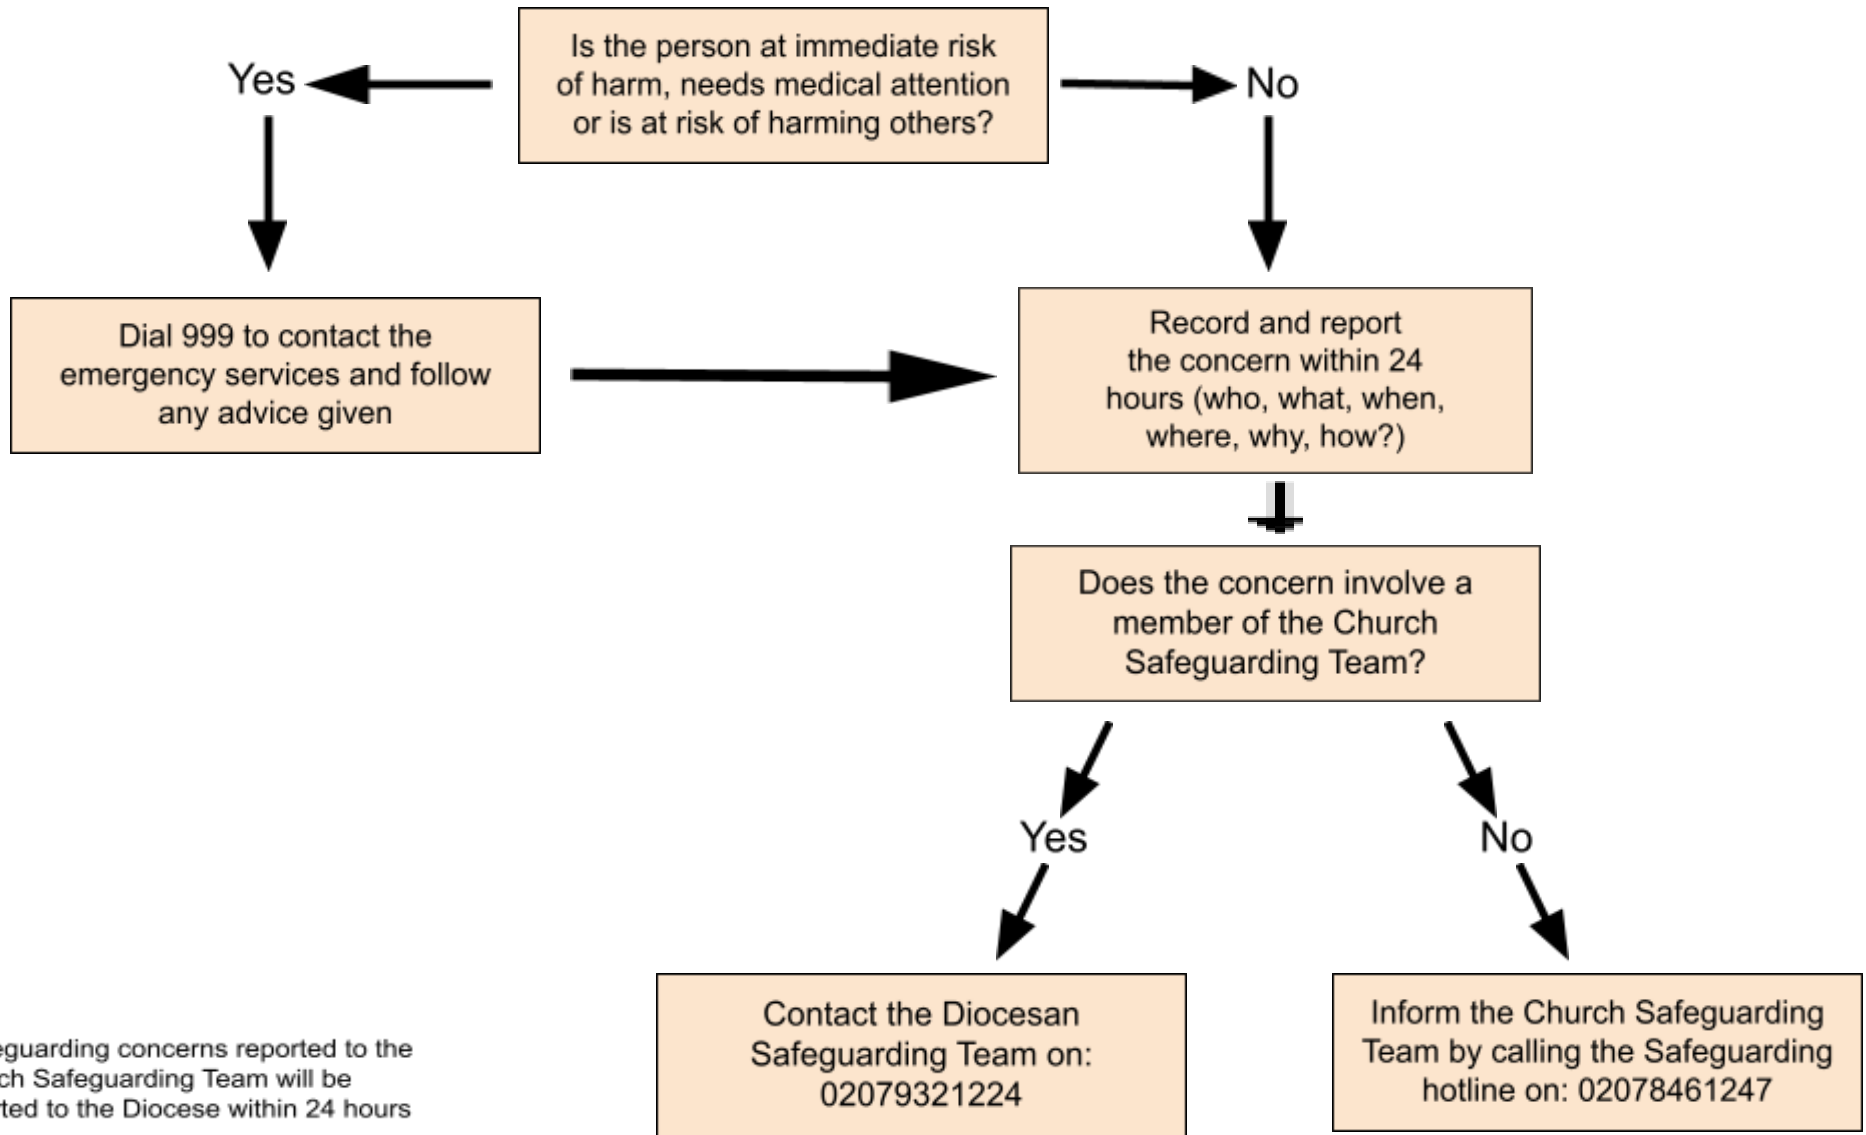 Is the person at immediate risk
of harm, needs medical attention
or is at risk of harming others?
Yes
No
Dial 999 to contact the
emergency services and follow
any advice given
Record and report
the concern within 24
hours (who, what, when,
where, why, how?)
Does the concern involve a
member of the Church
Safeguarding Team?
Yes
No
Contact the Diocesan
Safeguarding Team on:
02079321224
Inform the Church Safeguarding
Team by calling the Safeguarding
hotline on: 02078461247
concerns reported to the
Safeguarding Team will be
to the Diocese within 24 hours